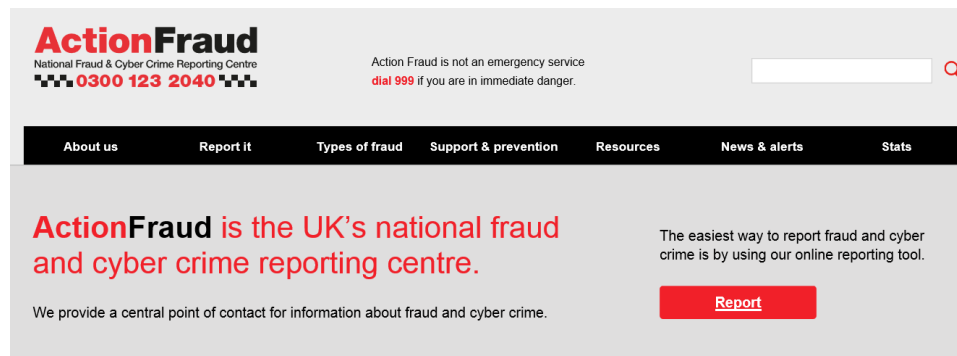 ActionFraud
National Fraud & Cyber Crime Reporting Centre
0300 123 2040
Action Fraud is not an emergency service
dial 999 if you are in immediate danger.
About us Report it Types of fraud Support & prevention Resources News & alerts Stats
ActionFraud is the UK's national fraud
and cyber crime reporting centre.
We provide a central point of contact for information about fraud and cyber crime.
The easiest way to report fraud and cyber
crime is by using our online reporting tool.
Report